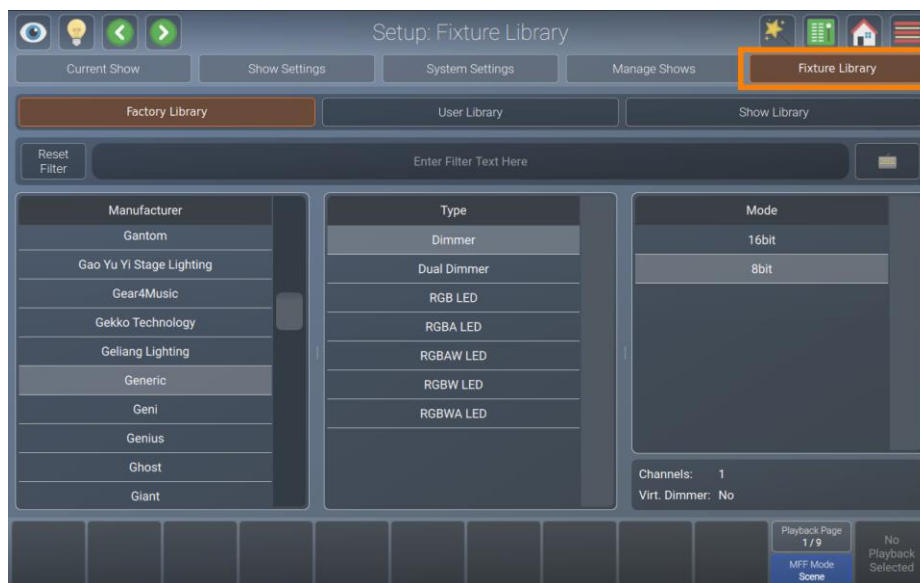 Setup: Fixture Library
Current Show
Show Settings
System Settings
Manage Shows
Fixture Library
Factory Library
User Library
Show Library
Reset
Filter
Enter Filter Text Here
Manufacturer
Gantom
Gao Yu Yi Stage Lighting
Gear4Music
Gekko Technology
Geliang Lighting
Generic
Geni
Genius
Ghost
Giant
Type
Dimmer
Dual Dimmer
RGB LED
RGBA LED
RGBAW LED
RGBW LED
RGBWA LED
Mode
16bit
8bit
Channels: 1
Virt. Dimmer: No
Playback Page
1 / 9
MFF Mode
Scene
No
Playback
Selected